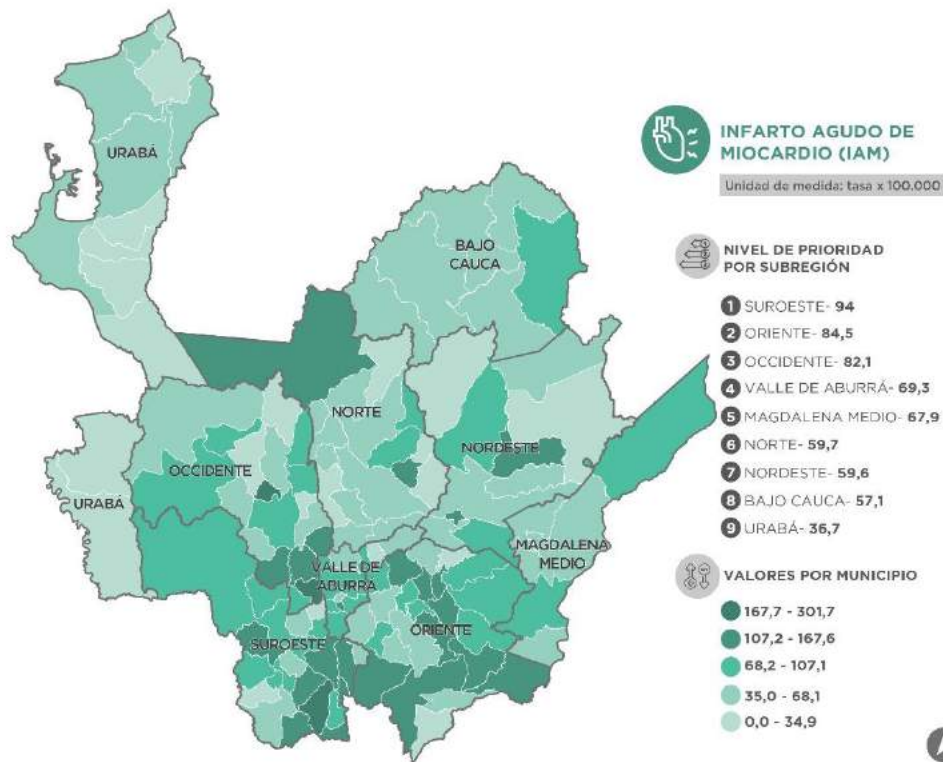 INFARTO AGUDO DE
MIOCARDIO (IAM)
Unidad de medida: tasa x 100.000
NIVEL DE PRIORIDAD
POR SUBREGIÓN
1 SUROESTE- 94
2 ORIENTE- 84,5
3 OCCIDENTE- 82,1
4 VALLE DE ABURRÁ- 69,3
5 MAGDALENA MEDIO- 67,9
6 NORTE- 59,7
7 NORDESTE- 59,6
8 BAJO CAUCA- 57,1
9 URABÁ- 36,7
VALORES POR MUNICIPIO
167,7 - 301,7
107,2 - 167,6
68,2 - 107,1
35,0 - 68,1
0,0 - 34,9
URABÁ
BAJO
CAUCA
NORTE
NORDESTE
OCCIDENTE
URABÁ
MAGDALENA
MEDIO
VALLE DE
ABURRÁ
ORIENTE
SUROESTE